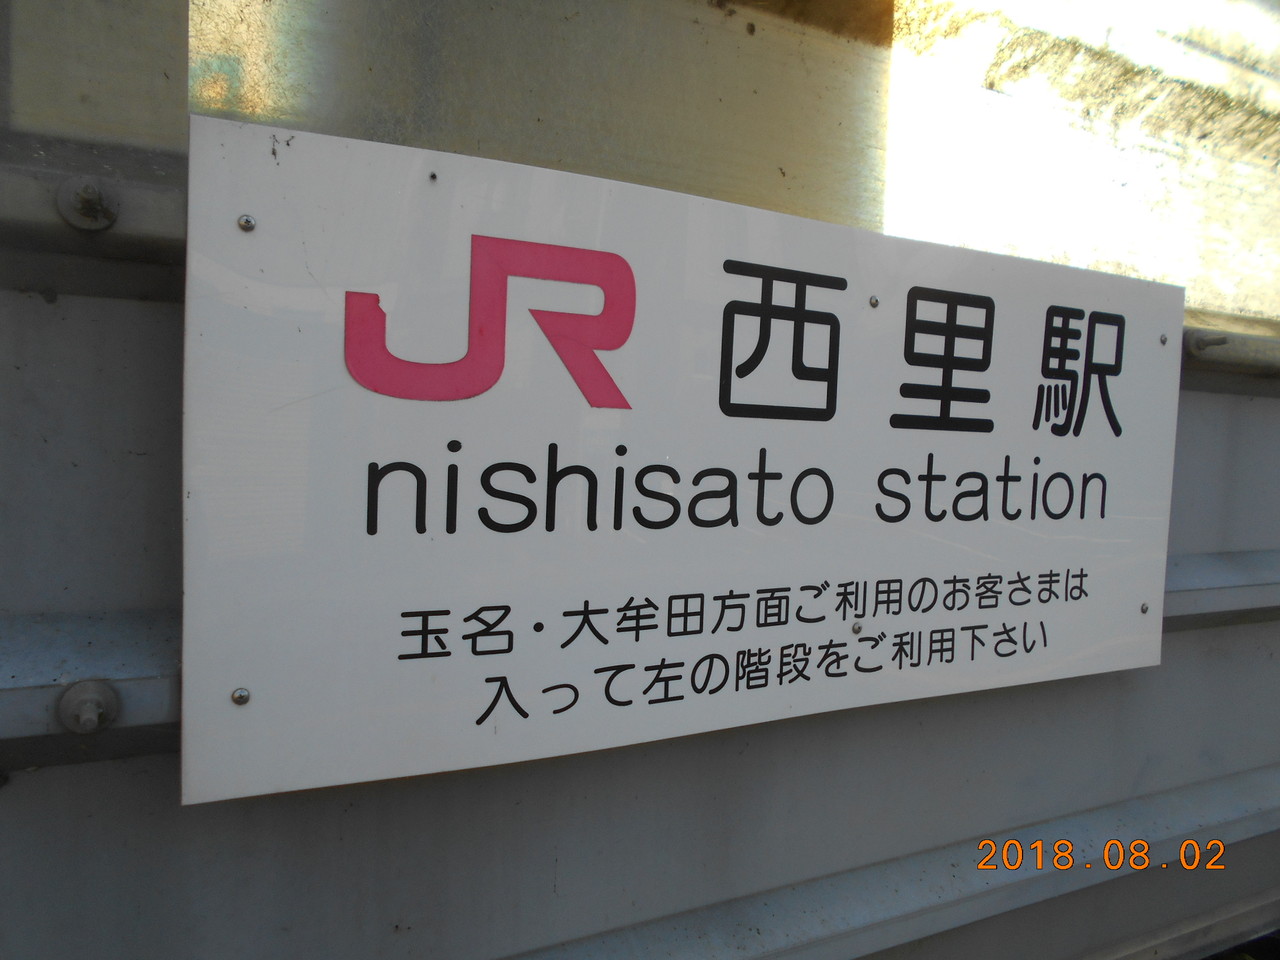 JR 西里駅
nishisato station
玉名・大牟田方面ご利用のお客さまは
入って左の階段をご利用下さい
2018.08.02